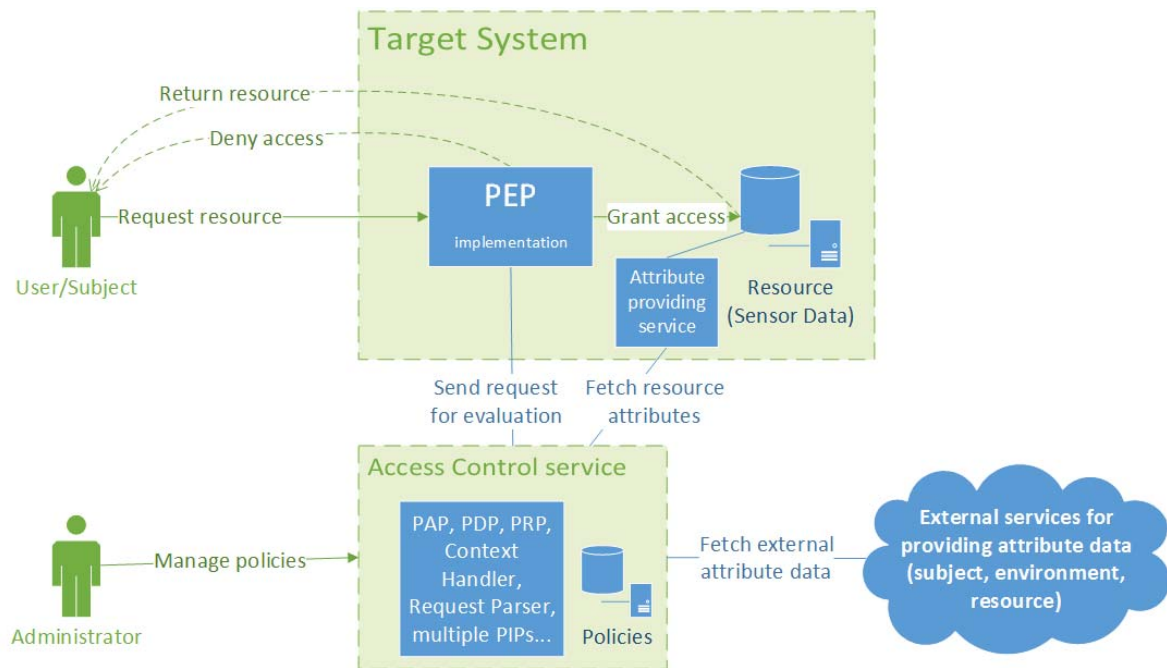 Target System
Return resource
Deny access
PEP
implementation
Request resource
Grant access
User/Subject
Attribute
providing
service
Resource
(Sensor Data)
Send request
for evaluation
Fetch resource
attributes
Access Control service
PAP, PDP, PRP,
Context
Handler,
Request Parser,
multiple PIPs...
Policies
Manage policies
Administrator
Fetch external
attribute data
External services for
providing attribute data
(subject, environment,
resource)